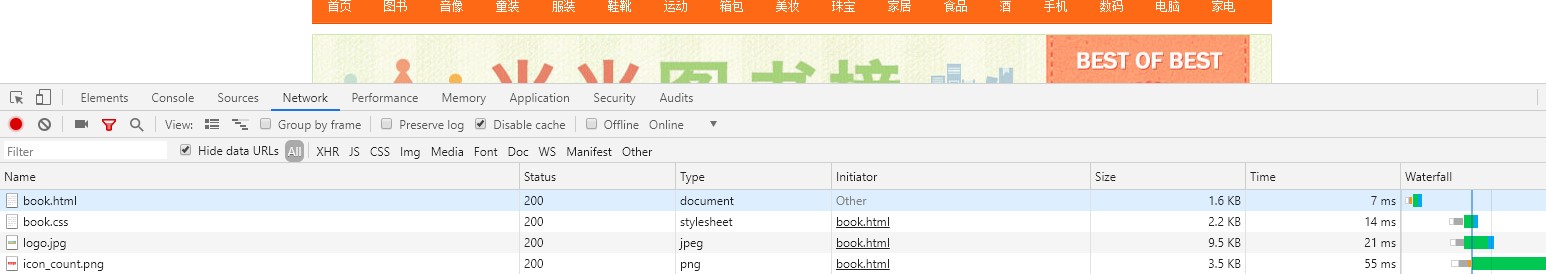 首页 图书 音像 童装 服装 鞋靴 运动 箱包 美妆 珠宝 家居 食品 酒 手机 数码 电脑 家电
图书 BEST OF BEST
Elements Console Sources Network Performance Memory Application Security Audits
View: Group by frame Preserve log Disable cache Offline Online
Filter Hide data URLs All XHR JS CSS Img Media Font Doc WS Manifest Other
Name Status Type Initiator Size Time Waterfall
book.html 200 document Other 1.6 KB 7 ms
book.css 200 stylesheet book.html 2.2 KB 14 ms
logo.jpg 200 jpeg book.html 9.5 KB 21 ms
icon_count.png 200 png book.html 3.5 KB 55 ms